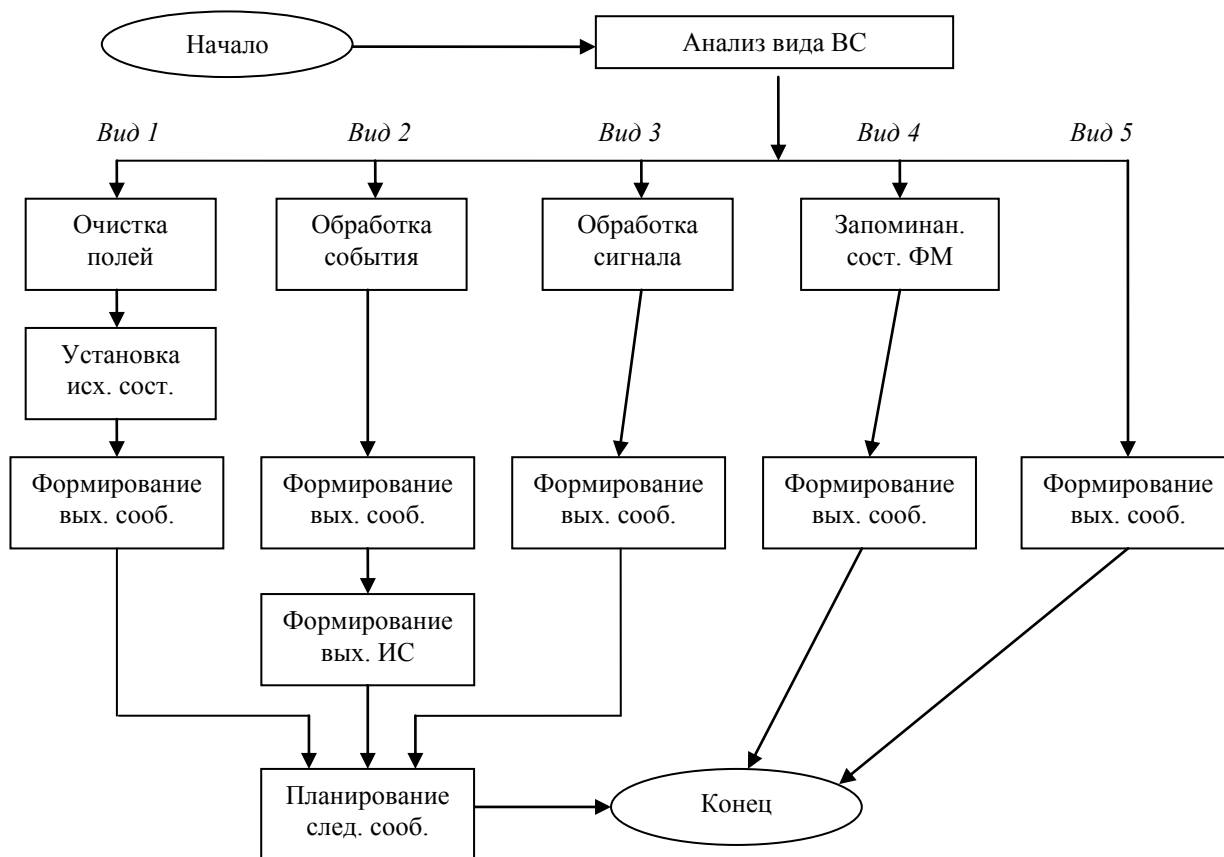 Начало
Анализ вида ВС
Вид 1
Вид 2
Вид 3
Вид 4
Вид 5
Очистка
полей
Обработка
события
Обработка
сигнала
Запоминан.
сост. ФМ
Установка
исх. сост.
Формирование
вых. сооб.
Формирование
вых. сооб.
Формирование
вых. сооб.
Формирование
вых. сооб.
Формирование
вых. сооб.
Формирование
вых. ИС
Планирование
след. сооб.
Конец